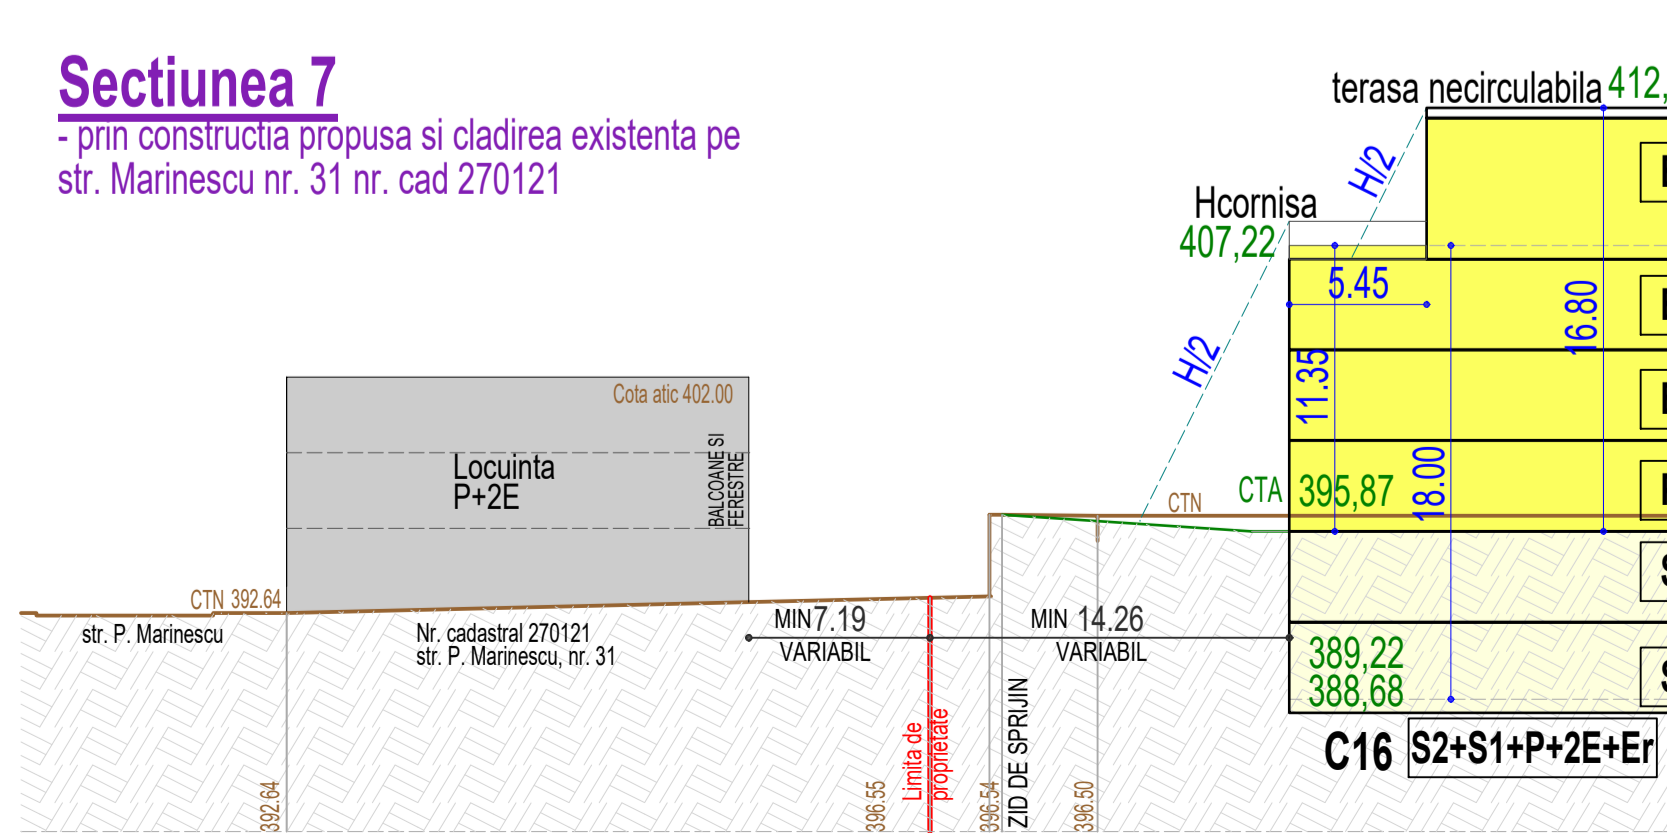 Sectiunea 7
- prin constructia propusa si cladirea existenta pe
str. Marinescu nr. 31 nr. cad 270121
terasa necirculabila 412,
H/2
Hcornisa
407,22
5.45
16.80
H/2
11.35
Cota atic 402.00
Locuinta
P+2E
BALCOANE SI
FERESTRE
18.00
CTN
CTA 395,87
CTN 392.64
str. P. Marinescu
Nr. cadastral 270121
str. P. Marinescu, nr. 31
MIN 7.19
VARIABIL
MIN 14.26
VARIABIL
389,22
388,68
392.64
396.55
Limita de
proprietate
396.54
ZID DE SPRIJIN
396.50
C16 S2+S1+P+2E+Er